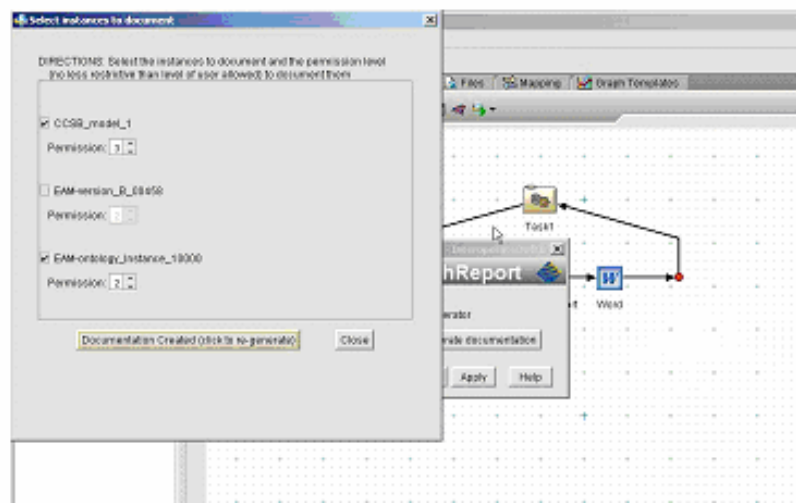 Select instances to document
DIRECTIONS: Select the instances to document and the permission level
(no less restrictive than level of user allowed) to document them
CCSB_model_1
Permission: 3
EAM-version_B_08458
Permission: 2
EAM-ontology_instance_10000
Permission: 2
Documentation Created (click to re-generate)
Close
Files
Mapping
Graph Templates
Task1
hReport
Word
erator
rate documentation
Apply
Help